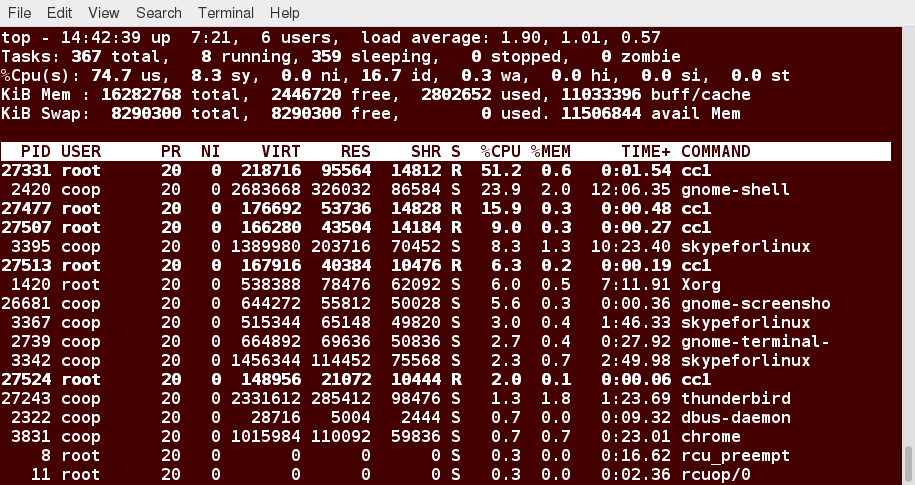 File Edit View Search Terminal Help
top - 14:42:39 up  7:21,  6 users,  load average: 1.90, 1.01, 0.57
Tasks: 367 total,   8 running, 359 sleeping,   0 stopped,   0 zombie
%Cpu(s): 74.7 us,  8.3 sy,  0.0 ni, 16.7 id,  0.3 wa,  0.0 hi,  0.0 si,  0.0 st
KiB Mem : 16282768 total,  2446720 free,  2802652 used, 11033396 buff/cache
KiB Swap:  8290300 total,  8290300 free,        0 used. 11506844 avail Mem
  PID USER      PR  NI    VIRT    RES    SHR S  %CPU %MEM     TIME+ COMMAND
27331 root      20   0  218716  95564  14812 R  51.2  0.6   0:01.54 cc1
 2420 coop      20   0 2683668 326032  86584 S  23.9  2.0  12:06.35 gnome-shell
27477 root      20   0  176692  53736  14828 R  15.9  0.3   0:00.48 cc1
27507 root      20   0  166280  43504  14184 R   9.0  0.3   0:00.27 cc1
 3395 coop      20   0 1389980 203716  70452 S   8.3  1.3  10:23.40 skypeforlinux
27513 root      20   0  167916  40384  10476 R   6.3  0.2   0:00.19 cc1
 1420 root      20   0  538388  78476  62092 S   6.0  0.5   7:11.91 Xorg
26681 coop      20   0  644272  55812  50028 S   5.6  0.3   0:00.36 gnome-screensho
 3367 coop      20   0  515344  65148  49820 S   3.0  0.4   1:46.33 skypeforlinux
 2739 coop      20   0  664892  69636  50836 S   2.7  0.4   0:27.92 gnome-terminal-
 3342 coop      20   0 1456344 114452  75568 S   2.3  0.7   2:49.98 skypeforlinux
27524 root      20   0  148956  21072  10444 R   2.0  0.1   0:00.06 cc1
27243 coop      20   0 2331612 285412  98476 S   1.3  1.8   1:23.69 thunderbird
 2322 coop      20   0   28716   5004   2444 S   0.7  0.0   0:09.32 dbus-daemon
 3831 coop      20   0 1015984 110092  59836 S   0.7  0.7   0:23.01 chrome
    8 root      20   0       0      0      0 S   0.3  0.0   0:16.62 rcu_preempt
   11 root      20   0       0      0      0 S   0.3  0.0   0:02.36 rcuop/0